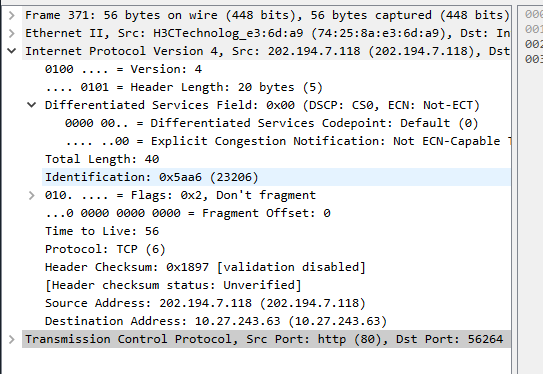 Frame 371: 56 bytes on wire (448 bits), 56 bytes captured (448 bits)
Ethernet II, Src: H3CTechnolog_e3:6d:a9 (74:25:8a:e3:6d:a9), Dst: In
Internet Protocol Version 4, Src: 202.194.7.118 (202.194.7.118), Dst
0100 .... = Version: 4
.... 0101 = Header Length: 20 bytes (5)
Differentiated Services Field: 0x00 (DSCP: CS0, ECN: Not-ECT)
0000 00.. = Differentiated Services Codepoint: Default (0)
.... ..00 = Explicit Congestion Notification: Not ECN-Capable T
Total Length: 40
Identification: 0x5aa6 (23206)
010. .... = Flags: 0x2, Don't fragment
...0 0000 0000 0000 = Fragment Offset: 0
Time to Live: 56
Protocol: TCP (6)
Header Checksum: 0x1897 [validation disabled]
[Header checksum status: Unverified]
Source Address: 202.194.7.118 (202.194.7.118)
Destination Address: 10.27.243.63 (10.27.243.63)
Transmission Control Protocol, Src Port: http (80), Dst Port: 56264
000
001
002
003